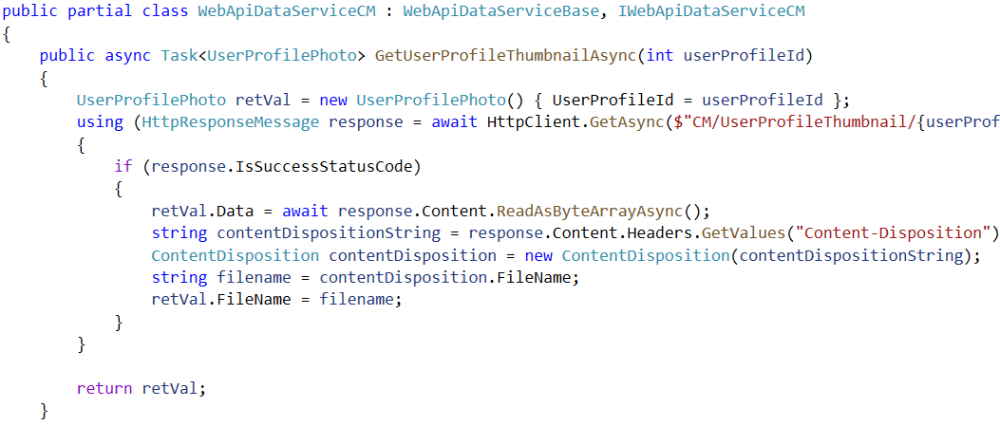 public partial class WebApiDataServiceCM : WebApiDataServiceBase, IWebApiDataServiceCM
{
    public async Task<UserProfilePhoto> GetUserProfileThumbnailAsync(int userProfileId)
    {
        UserProfilePhoto retVal = new UserProfilePhoto() { UserProfileId = userProfileId };
        using (HttpResponseMessage response = await HttpClient.GetAsync($"CM/UserProfileThumbnail/{userProf
        {
            if (response.IsSuccessStatusCode)
            {
                retVal.Data = await response.Content.ReadAsByteArrayAsync();
                string contentDispositionString = response.Content.Headers.GetValues("Content-Disposition")
                ContentDisposition contentDisposition = new ContentDisposition(contentDispositionString);
                string filename = contentDisposition.FileName;
                retVal.FileName = filename;
            }
        }
        return retVal;
    }